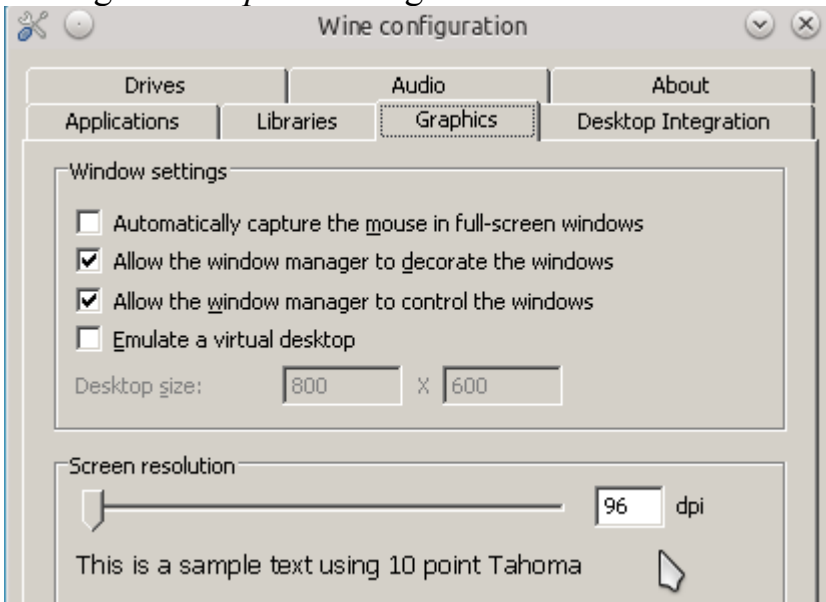 Wine configuration
Drives Audio About
Applications Libraries Graphics Desktop Integration
Window settings
Automatically capture the mouse in full-screen windows
Allow the window manager to decorate the windows
Allow the window manager to control the windows
Emulate a virtual desktop
Desktop size: 800 X 600
Screen resolution
96 dpi
This is a sample text using 10 point Tahoma